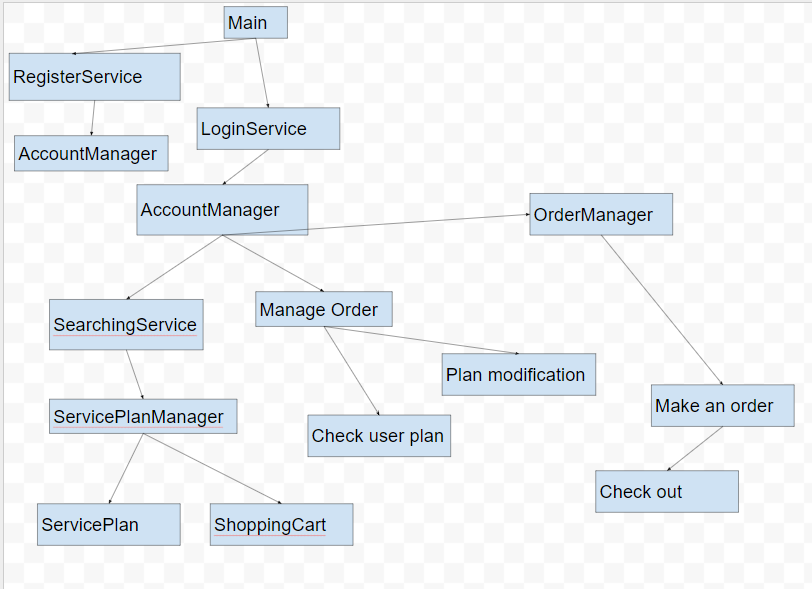 Main
RegisterService
LoginService
AccountManager
AccountManager
OrderManager
SearchingService
Manage Order
Plan modification
Make an order
ServicePlanManager
Check user plan
Check out
ServicePlan
ShoppingCart